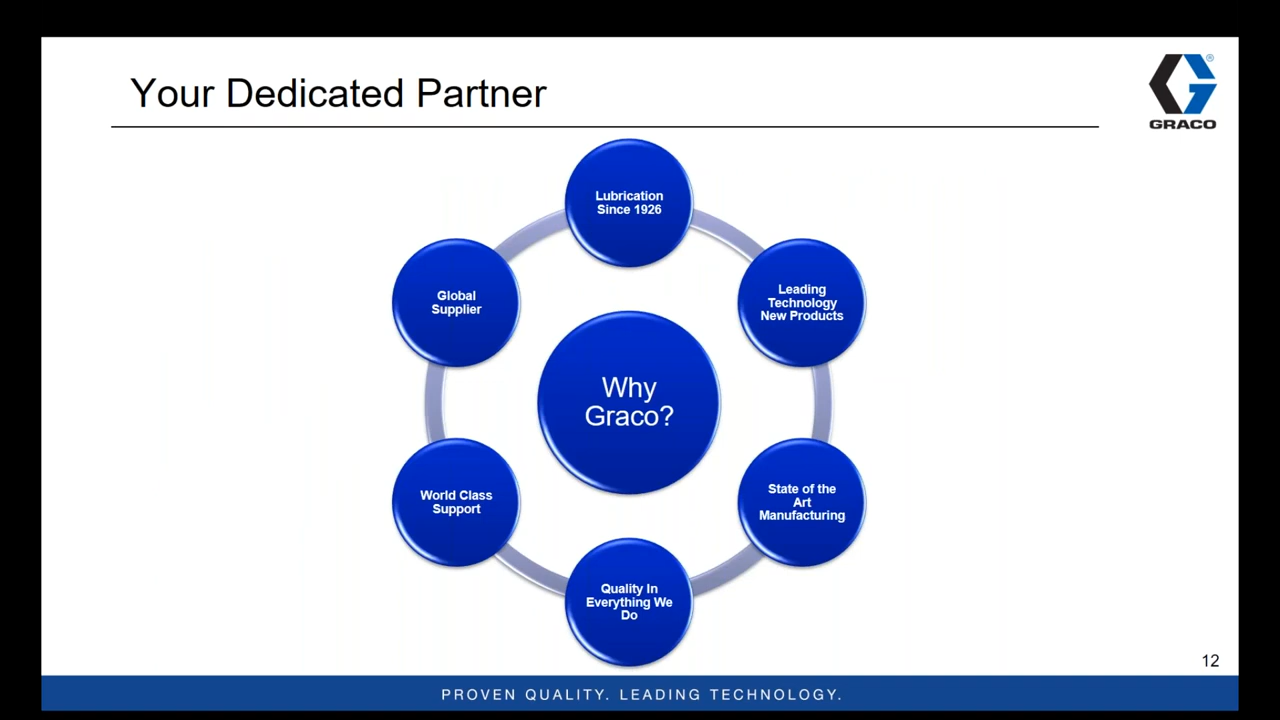 Your Dedicated Partner
®
GRACO
Lubrication
Since 1926
Leading
Technology
New Products
State of the
Art
Manufacturing
Quality In
Everything We
Do
World Class
Support
Global
Supplier
Why
Graco?
12
PROVEN QUALITY. LEADING TECHNOLOGY.